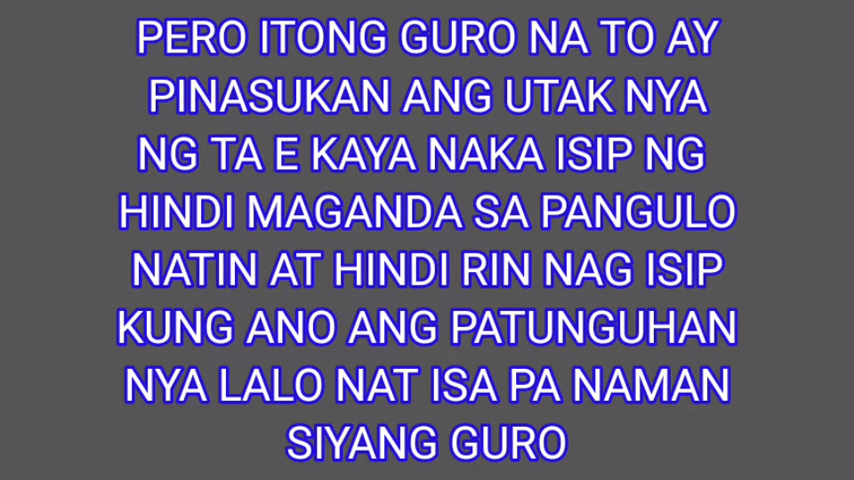 PERO ITONG GURO NA TO AY
PINASUKAN ANG UTAK NYA
NG TA E KAYA NAKA ISIP NG
HINDI MAGANDA SA PANGULO
NATIN AT HINDI RIN NAG ISIP
KUNG ANO ANG PATUNGUHAN
NYA LALO NAT ISA PA NAMAN
SIYANG GURO